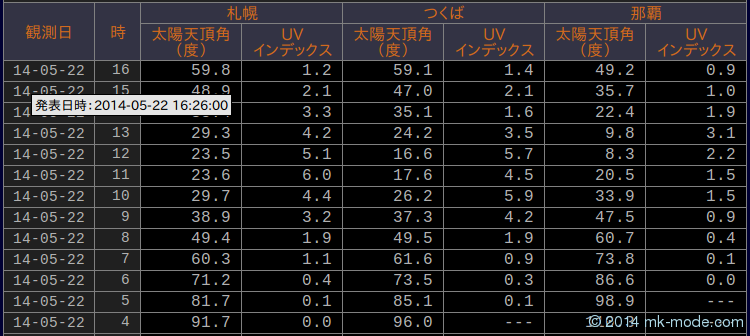 観測日 時 札幌 つくば 那覇
太陽天頂角（度） UVインデックス 太陽天頂角（度） UVインデックス 太陽天頂角（度） UVインデックス
14-05-22 16 59.8 1.2 59.1 1.4 49.2 0.9
14-05-22 15 48.9 2.1 47.0 2.1 35.7 1.0
発表日時：2014-05-22 16:26:00
3.3 35.1 1.6 22.4 1.9
14-05-22 13 29.3 4.2 24.2 3.5 9.8 3.1
14-05-22 12 23.5 5.1 16.6 5.7 8.3 2.2
14-05-22 11 23.6 6.0 17.6 4.5 20.5 1.5
14-05-22 10 29.7 4.4 26.2 5.9 33.9 1.5
14-05-22 9 38.9 3.2 37.3 4.2 47.5 0.9
14-05-22 8 49.4 1.9 49.5 1.9 60.7 0.4
14-05-22 7 60.3 1.1 61.6 0.9 73.8 0.1
14-05-22 6 71.2 0.4 73.5 0.3 86.6 0.0
14-05-22 5 81.7 0.1 85.1 0.1 98.9 ---
14-05-22 4 91.7 0.0 96.0 ---
© 2014 mk-mode.com